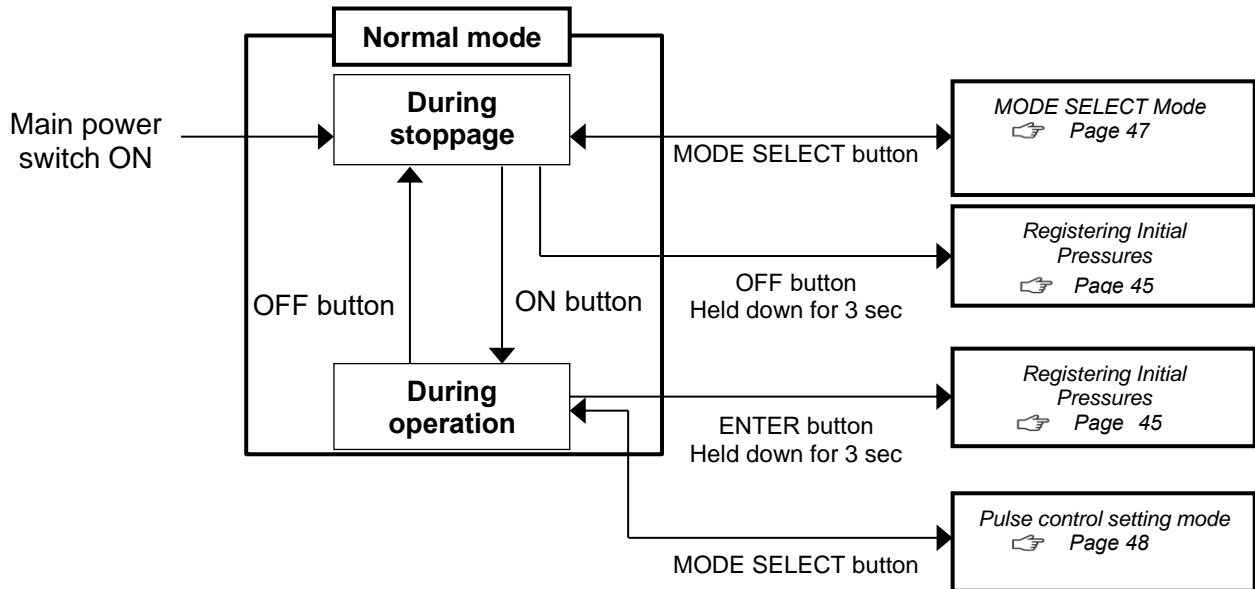 Normal mode
During
stoppage
Main power
switch ON
MODE SELECT button
MODE SELECT Mode
☞ Page 47
OFF button
ON button
OFF button
Held down for 3 sec
Registering Initial
Pressures
☞ Page 45
During
operation
ENTER button
Held down for 3 sec
Registering Initial
Pressures
☞ Page 45
MODE SELECT button
Pulse control setting mode
☞ Page 48